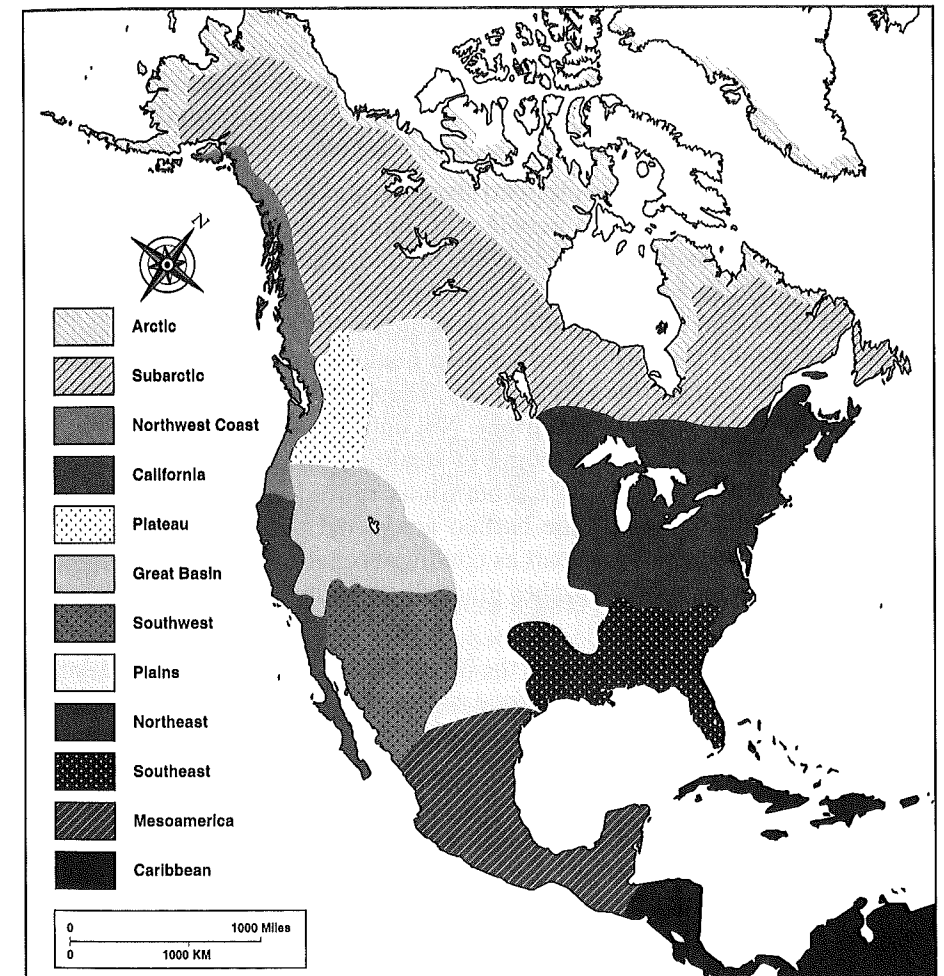 N
Arctic
Subarctic
Northwest Coast
California
Plateau
Great Basin
Southwest
Plains
Northeast
Southeast
Mesoamerica
Caribbean
0 1000 Miles
0 1000 KM